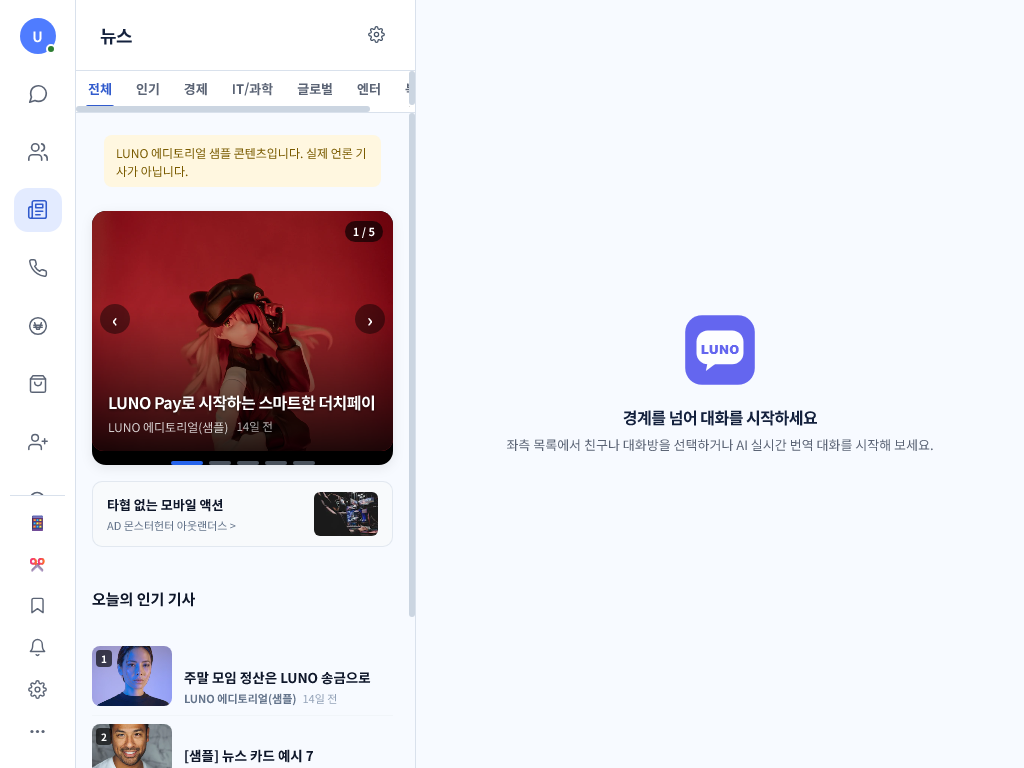 U
뉴스
전체 인기 경제 IT/과학 글로벌 엔터
LUNO 에디토리얼 샘플 콘텐츠입니다. 실제 언론 기
사가 아닙니다.
1 / 5
‹ ›
LUNO Pay로 시작하는 스마트한 더치페이
LUNO 에디토리얼(샘플) 14일 전
타협 없는 모바일 액션
AD 몬스터헌터 아웃랜더스 >
오늘의 인기 기사
1
주말 모임 정산은 LUNO 송금으로
LUNO 에디토리얼(샘플) 14일 전
2
[샘플] 뉴스 카드 예시 7
LUNO
경계를 넘어 대화를 시작하세요
좌측 목록에서 친구나 대화방을 선택하거나 AI 실시간 번역 대화를 시작해 보세요.